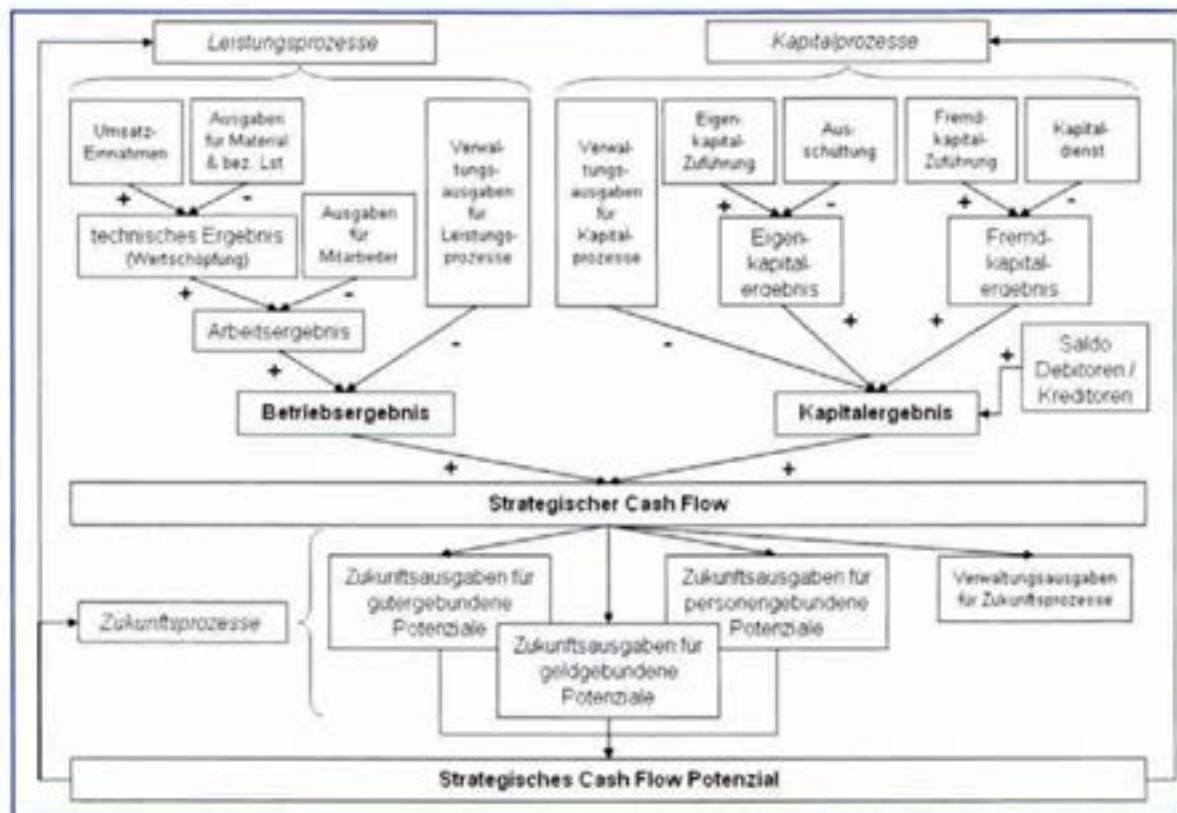 Leistungsprozesse
Kapitalprozesse
Umsatz-
Einnahmen
Ausgaben
für Material
& bez. Lst
Verwal-
tungs-
ausgaben
für
Leistungs-
prozesse
Verwal-
tungs-
ausgaben
für
Kapital-
prozesse
Eigen-
kapital-
Zuführung
Aus-
schüttung
Fremd-
kapital-
Zuführung
Kapital-
dienst
+
-
+
-
+
-
technisches Ergebnis
(Wertschöpfung)
Ausgaben
für
Mitarbeiter
Eigen-
kapital-
ergebnis
Fremd-
kapital-
ergebnis
+
-
Arbeitsergebnis
+
-
-
+
+
+
Saldo
Debitoren /
Kreditoren
Betriebsergebnis
Kapitalergebnis
+
+
Strategischer Cash Flow
Zukunftsprozesse
Zukunftsausgaben für
gütergebundene
Potenziale
Zukunftsausgaben für
personengebundene
Potenziale
Verwaltungsausgaben
für Zukunftsprozesse
Zukunftsausgaben für
geldgebundene
Potenziale
Strategisches Cash Flow Potenzial